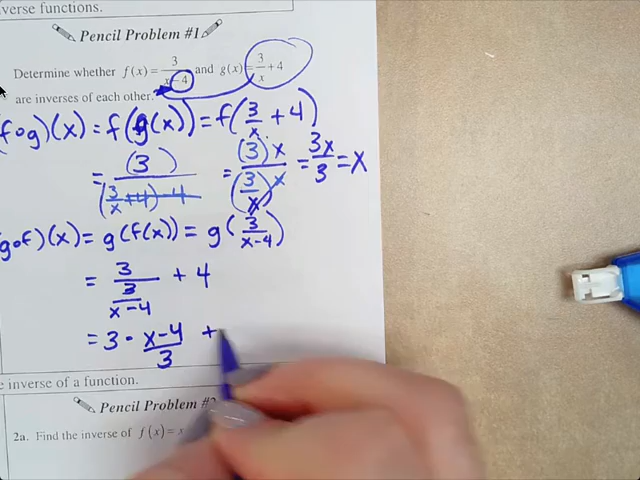 verse functions.
Pencil Problem #1
Determine whether f(x) = 3/(x-4) and g(x) = 3/x + 4
are inverses of each other.
(f∘g)(x) = f(g(x)) = f(3/x + 4)
= (3)/((3/x + 4) - 4) = (3)x/(3/x)x = 3x/3 = x
(g∘f)(x) = g(f(x)) = g(3/(x-4))
= 3/(3/(x-4)) + 4
= 3 · (x-4)/3 +
e inverse of a function.
Pencil Problem #2
2a. Find the inverse of f(x) = x